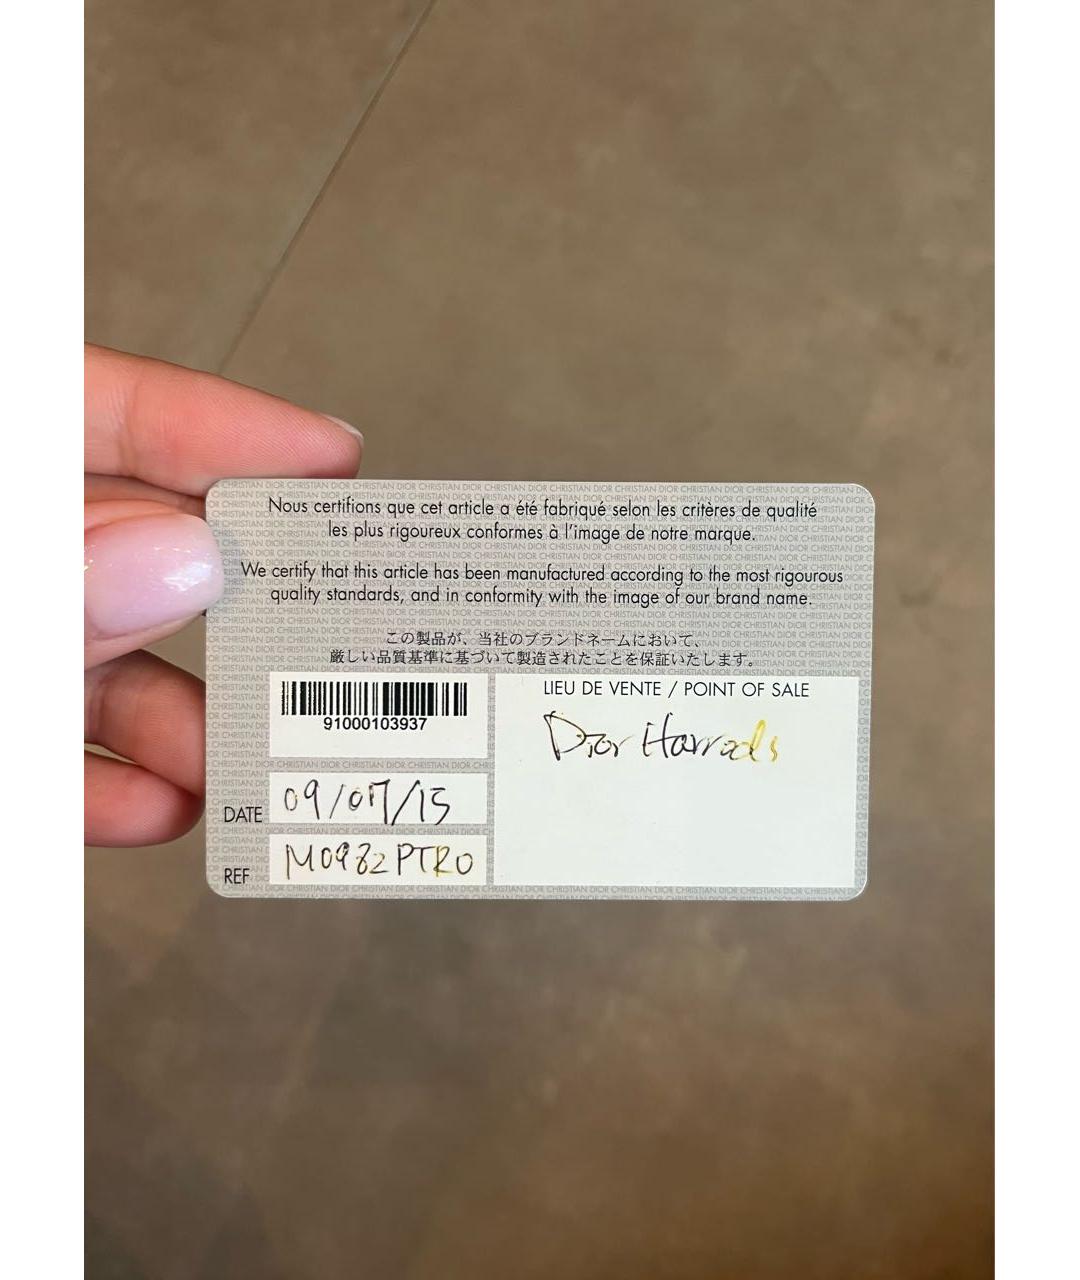 Nous certifions que cet article a été fabriqué selon les critères de qualité
les plus rigoureux conformes à l'image de notre marque.
We certify that this article has been manufactured according to the most rigourous
quality standards, and in conformity with the image of our brand name.
この製品が、当社のブランドネームにおいて、
厳しい品質基準に基づいて製造されたことを保証いたします。
91000103937
LIEU DE VENTE / POINT OF SALE
Dior Harrods
DATE 09/07/15
REF M0982PTRO